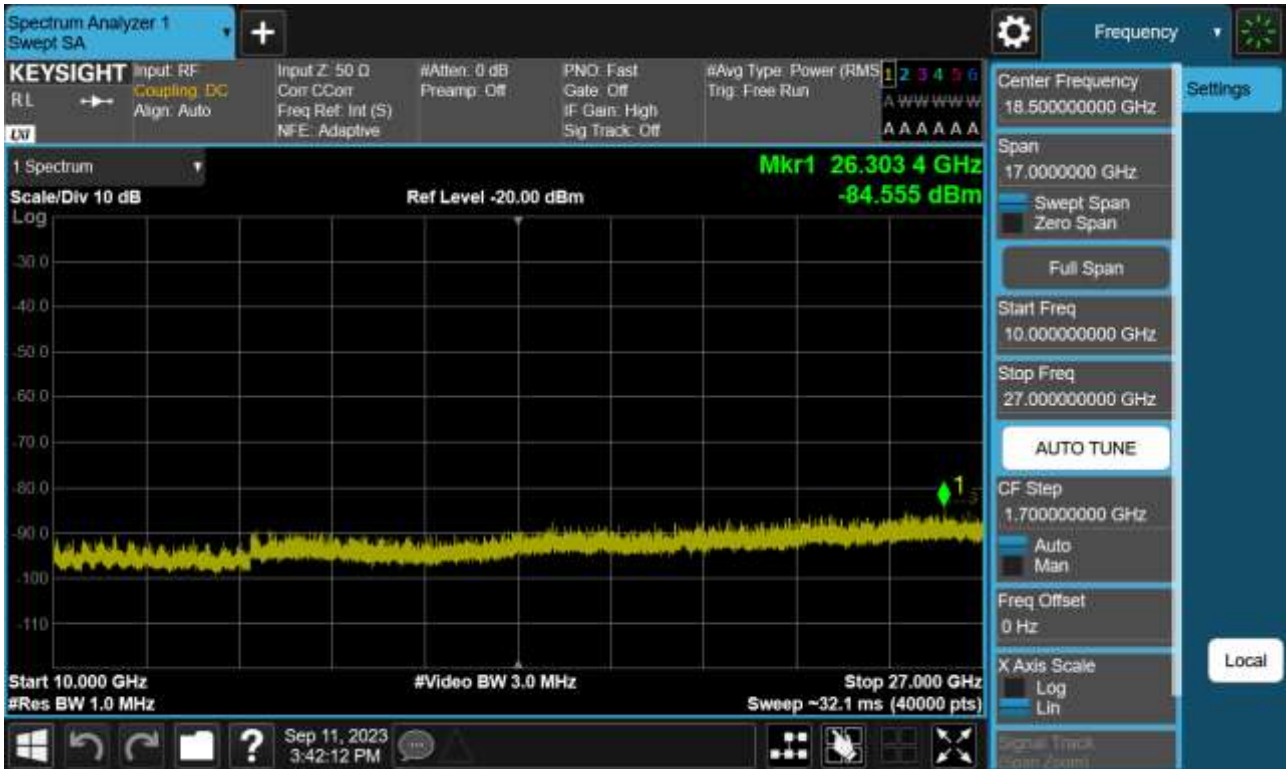 Spectrum Analyzer 1
Swept SA
+
Frequency
KEYSIGHT
RL
LXI
Input: RF
Coupling: DC
Align: Auto
Input Z: 50 Ω
Corr CCorr
Freq Ref: Int (S)
NFE: Adaptive
#Atten: 0 dB
Preamp: Off
PNO: Fast
Gate: Off
IF Gain: High
Sig Track: Off
#Avg Type: Power (RMS
Trig: Free Run
1 2 3 4 5 6
A W W W W W
A A A A A A
1 Spectrum
Scale/Div 10 dB
Ref Level -20.00 dBm
Mkr1 26.303 4 GHz
-84.555 dBm
Log
-30.0
-40.0
-50.0
-60.0
-70.0
-80.0
-90.0
-100
-110
1
Start 10.000 GHz
#Video BW 3.0 MHz
Stop 27.000 GHz
#Res BW 1.0 MHz
Sweep ~32.1 ms (40000 pts)
Center Frequency
18.500000000 GHz
Settings
Span
17.0000000 GHz
Swept Span
Zero Span
Full Span
Start Freq
10.000000000 GHz
Stop Freq
27.000000000 GHz
AUTO TUNE
CF Step
1.700000000 GHz
Auto
Man
Freq Offset
0 Hz
X Axis Scale
Log
Lin
Local
Signal Track
(Span Zoom)
?
Sep 11, 2023
3:42:12 PM